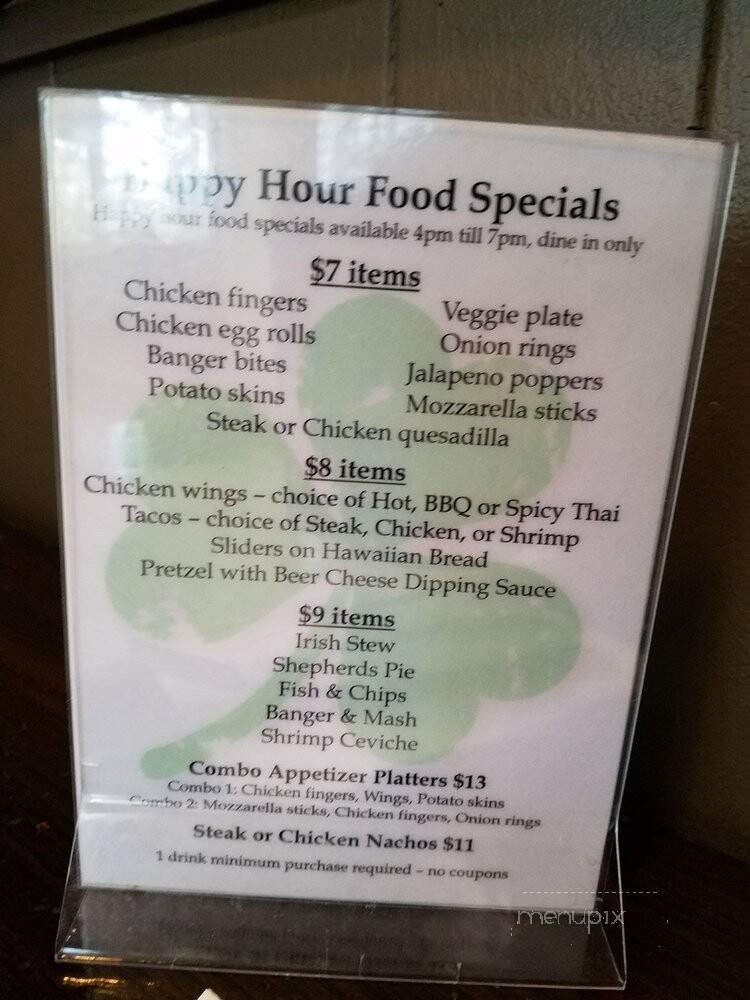 Happy Hour Food Specials
Happy hour food specials available 4pm till 7pm, dine in only
$7 items
Chicken fingers Veggie plate
Chicken egg rolls Onion rings
Banger bites Jalapeno poppers
Potato skins Mozzarella sticks
Steak or Chicken quesadilla
$8 items
Chicken wings – choice of Hot, BBQ or Spicy Thai
Tacos – choice of Steak, Chicken, or Shrimp
Sliders on Hawaiian Bread
Pretzel with Beer Cheese Dipping Sauce
$9 items
Irish Stew
Shepherds Pie
Fish & Chips
Banger & Mash
Shrimp Ceviche
Combo Appetizer Platters $13
Combo 1: Chicken fingers, Wings, Potato skins
Combo 2: Mozzarella sticks, Chicken fingers, Onion rings
Steak or Chicken Nachos $11
1 drink minimum purchase required – no coupons
menupix